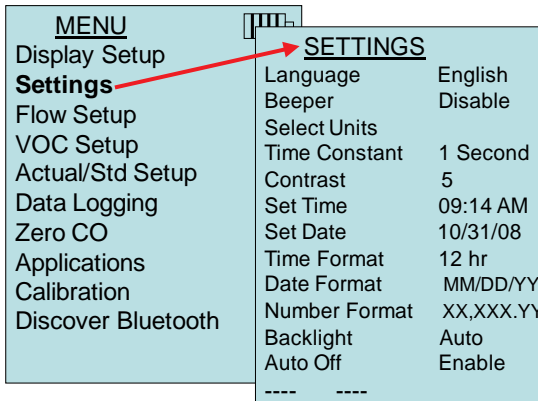 MENU
Display Setup
Settings
Flow Setup
VOC Setup
Actual/Std Setup
Data Logging
Zero CO
Applications
Calibration
Discover Bluetooth
SETTINGS
Language English
Beeper Disable
Select Units
Time Constant 1 Second
Contrast 5
Set Time 09:14 AM
Set Date 10/31/08
Time Format 12 hr
Date Format MM/DD/YY
Number Format XX,XXX.YY
Backlight Auto
Auto Off Enable
---- ----